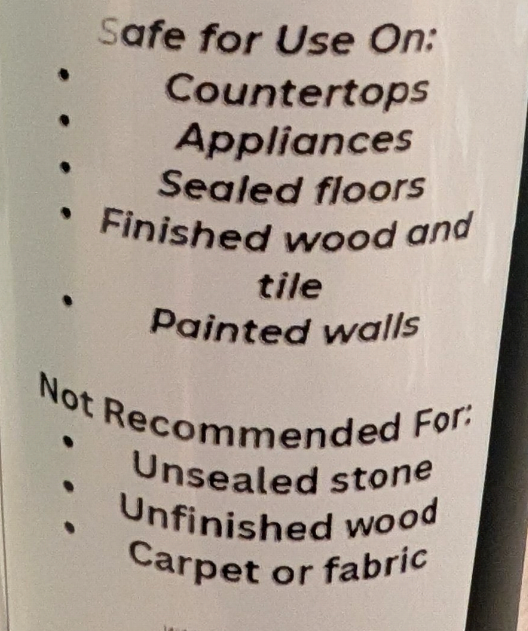 Safe for Use On:
• Countertops
• Appliances
• Sealed floors
• Finished wood and
tile
• Painted walls
Not Recommended For:
• Unsealed stone
• Unfinished wood
• Carpet or fabric